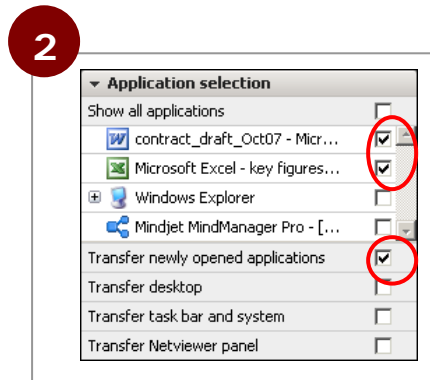 2
Application selection
Show all applications
contract_draft_Oct07 - Micr...
Microsoft Excel - key figures...
Windows Explorer
Mindjet MindManager Pro - [...
Transfer newly opened applications
Transfer desktop
Transfer task bar and system
Transfer Netviewer panel